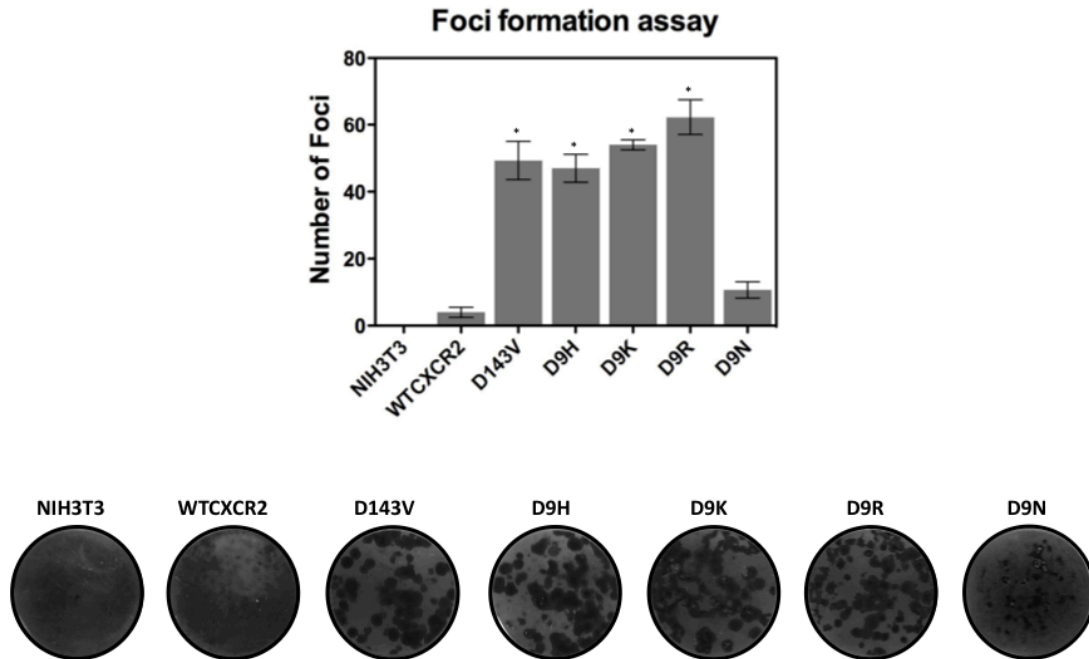 Foci formation assay
Number of Foci
80
60
40
20
0
* * * *
NIH3T3 WTCXCR2 D143V D9H D9K D9R D9N
NIH3T3 WTCXCR2 D143V D9H D9K D9R D9N